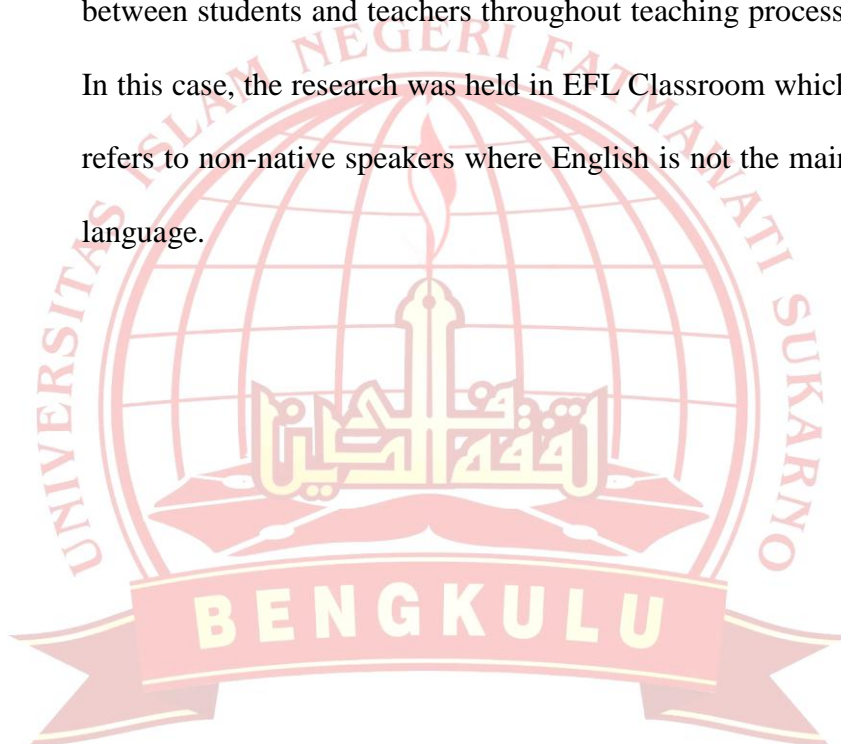 between students and teachers throughout teaching process
In this case, the research was held in EFL Classroom which
refers to non-native speakers where English is not the main
language.
UNIVERSITAS ISLAM NEGERI FATMAWATI SUKARNO
BENGKULU